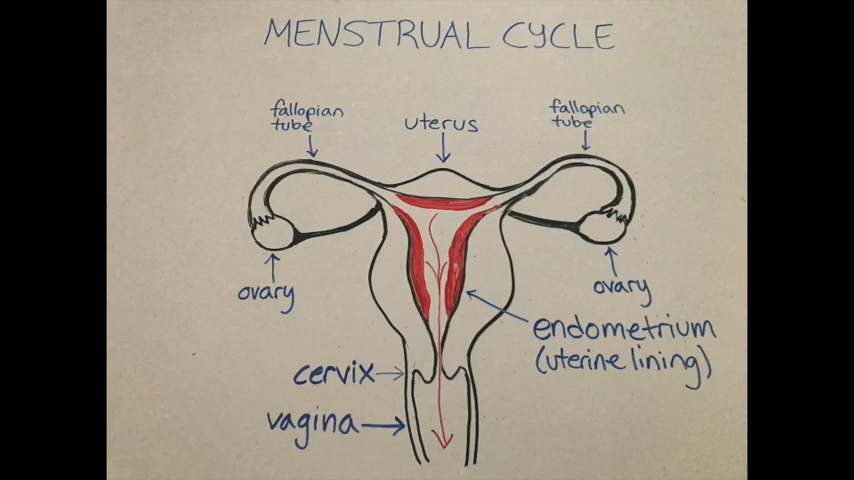 MENSTRUAL CYCLE
fallopian
tube
uterus
fallopian
tube
ovary
ovary
endometrium
(uterine lining)
cervix
vagina